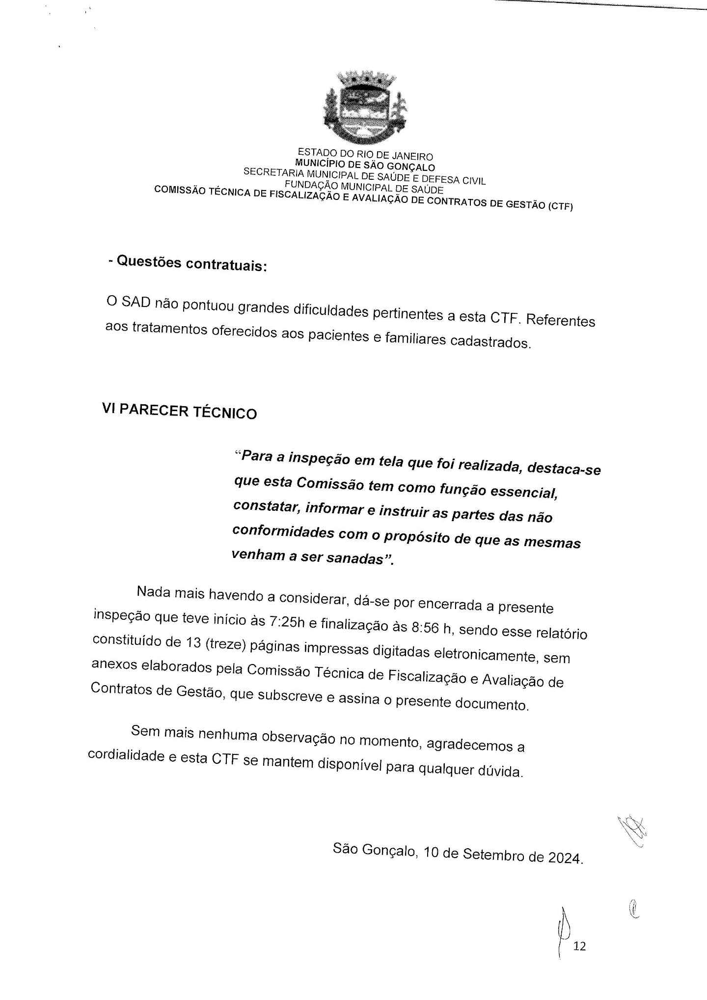 ESTADO DO RIO DE JANEIRO
MUNICÍPIO DE SÃO GONÇALO
SECRETARIA MUNICIPAL DE SAÚDE E DEFESA CIVIL
FUNDAÇÃO MUNICIPAL DE SAÚDE
COMISSÃO TÉCNICA DE FISCALIZAÇÃO E AVALIAÇÃO DE CONTRATOS DE GESTÃO (CTF)
- Questões contratuais:
O SAD não pontuou grandes dificuldades pertinentes a esta CTF. Referentes
aos tratamentos oferecidos aos pacientes e familiares cadastrados.
VI PARECER TÉCNICO
“Para a inspeção em tela que foi realizada, destaca-se
que esta Comissão tem como função essencial,
constatar, informar e instruir as partes das não
conformidades com o propósito de que as mesmas
venham a ser sanadas”.
Nada mais havendo a considerar, dá-se por encerrada a presente
inspeção que teve início às 7:25h e finalização às 8:56 h, sendo esse relatório
constituído de 13 (treze) páginas impressas digitadas eletronicamente, sem
anexos elaborados pela Comissão Técnica de Fiscalização e Avaliação de
Contratos de Gestão, que subscreve e assina o presente documento.
Sem mais nenhuma observação no momento, agradecemos a
cordialidade e esta CTF se mantem disponível para qualquer dúvida.
São Gonçalo, 10 de Setembro de 2024.
12